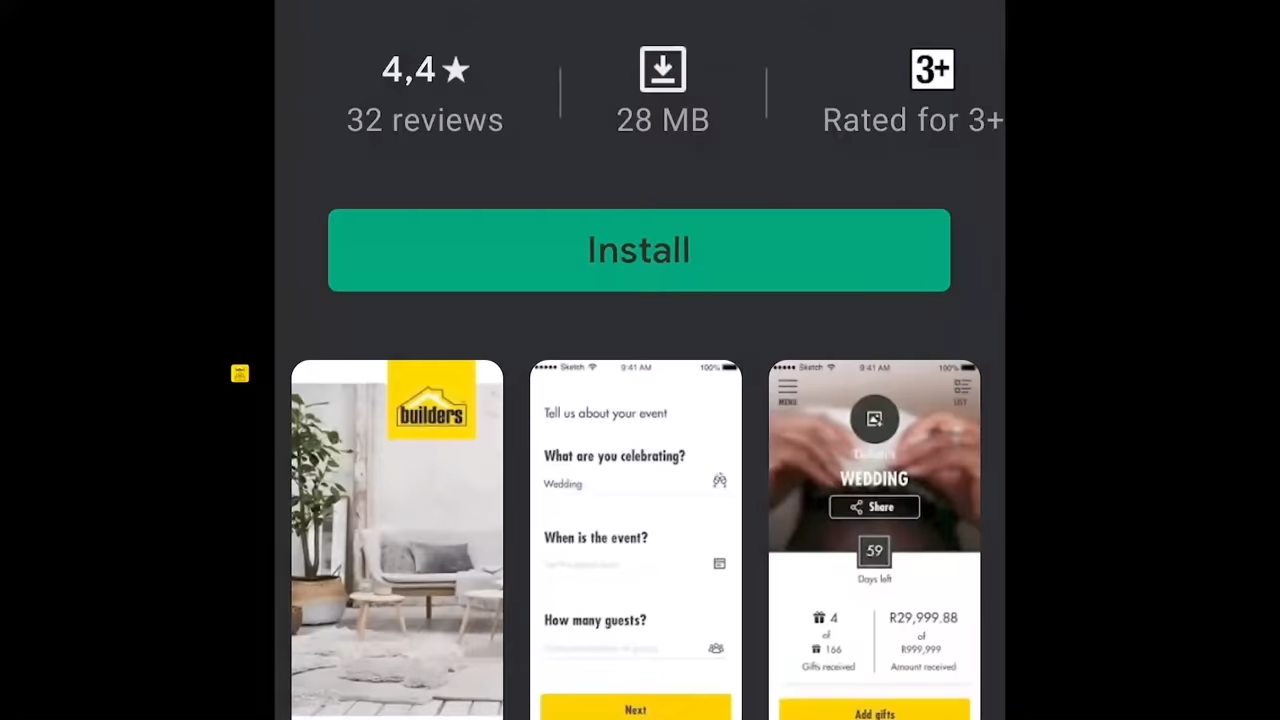 4,4★
32 reviews
28 MB
3+
Rated for 3+
Install
builders
Sketch
9:41 AM
100%
Tell us about your event
What are you celebrating?
Wedding
When is the event?
How many guests?
Next
Sketch
9:41 AM
100%
MENU
LIST
WEDDING
Share
59
Days left
4
of
166
Gifts received
R29,999.88
of
R999,999
Amount received
Add gifts